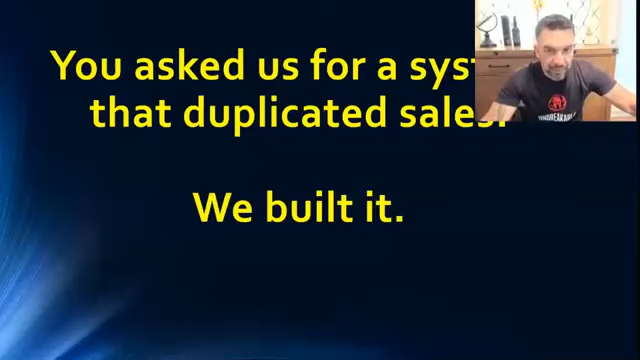 You asked us for a
that duplicated sales.
We built it.